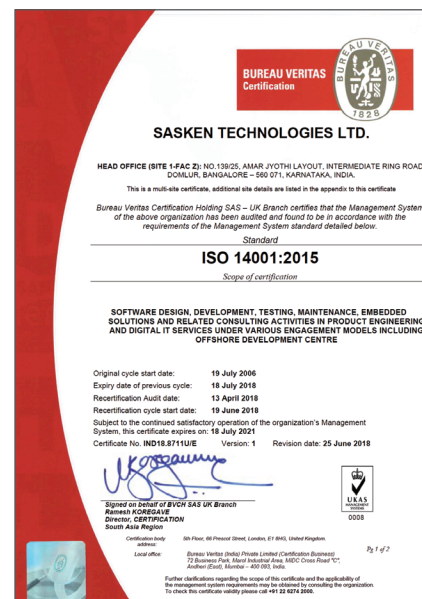 BUREAU VERITAS
Certification
BUREAU VERITAS
1828
SASKEN TECHNOLOGIES LTD.
HEAD OFFICE (SITE 1-FAC Z): NO.139/25, AMAR JYOTHI LAYOUT, INTERMEDIATE RING ROAD
DOMLUR, BANGALORE – 560 071, KARNATAKA, INDIA.
This is a multi-site certificate, additional site details are listed in the appendix to this certificate
Bureau Veritas Certification Holding SAS – UK Branch certifies that the Management System
of the above organization has been audited and found to be in accordance with the
requirements of the Management System standard detailed below.
Standard
ISO 14001:2015
Scope of certification
SOFTWARE DESIGN, DEVELOPMENT, TESTING, MAINTENANCE, EMBEDDED
SOLUTIONS AND RELATED CONSULTING ACTIVITIES IN PRODUCT ENGINEERING
AND DIGITAL IT SERVICES UNDER VARIOUS ENGAGEMENT MODELS INCLUDING
OFFSHORE DEVELOPMENT CENTRE
Original cycle start date: 19 July 2006
Expiry date of previous cycle: 18 July 2018
Recertification Audit date: 13 April 2018
Recertification cycle start date: 19 June 2018
Subject to the continued satisfactory operation of the organization's Management
System, this certificate expires on: 18 July 2021
Certificate No. IND18.8711U/E Version: 1 Revision date: 25 June 2018
Signed on behalf of BVCH SAS UK Branch
Ramesh KOREGAVE
Director, CERTIFICATION
South Asia Region
UKAS
MANAGEMENT
SYSTEMS
0008
Certification body
address: 5th Floor, 66 Prescot Street, London, E1 8HG, United Kingdom.
Local office: Bureau Veritas (India) Private Limited (Certification Business)
72 Business Park, Marol Industrial Area, MIDC Cross Road "C",
Andheri (East), Mumbai – 400 093, India.
Pg 1 of 2
Further clarifications regarding the scope of this certificate and the applicability of
the management system requirements may be obtained by consulting the organization.
To check this certificate validity please call +91 22 6274 2000.